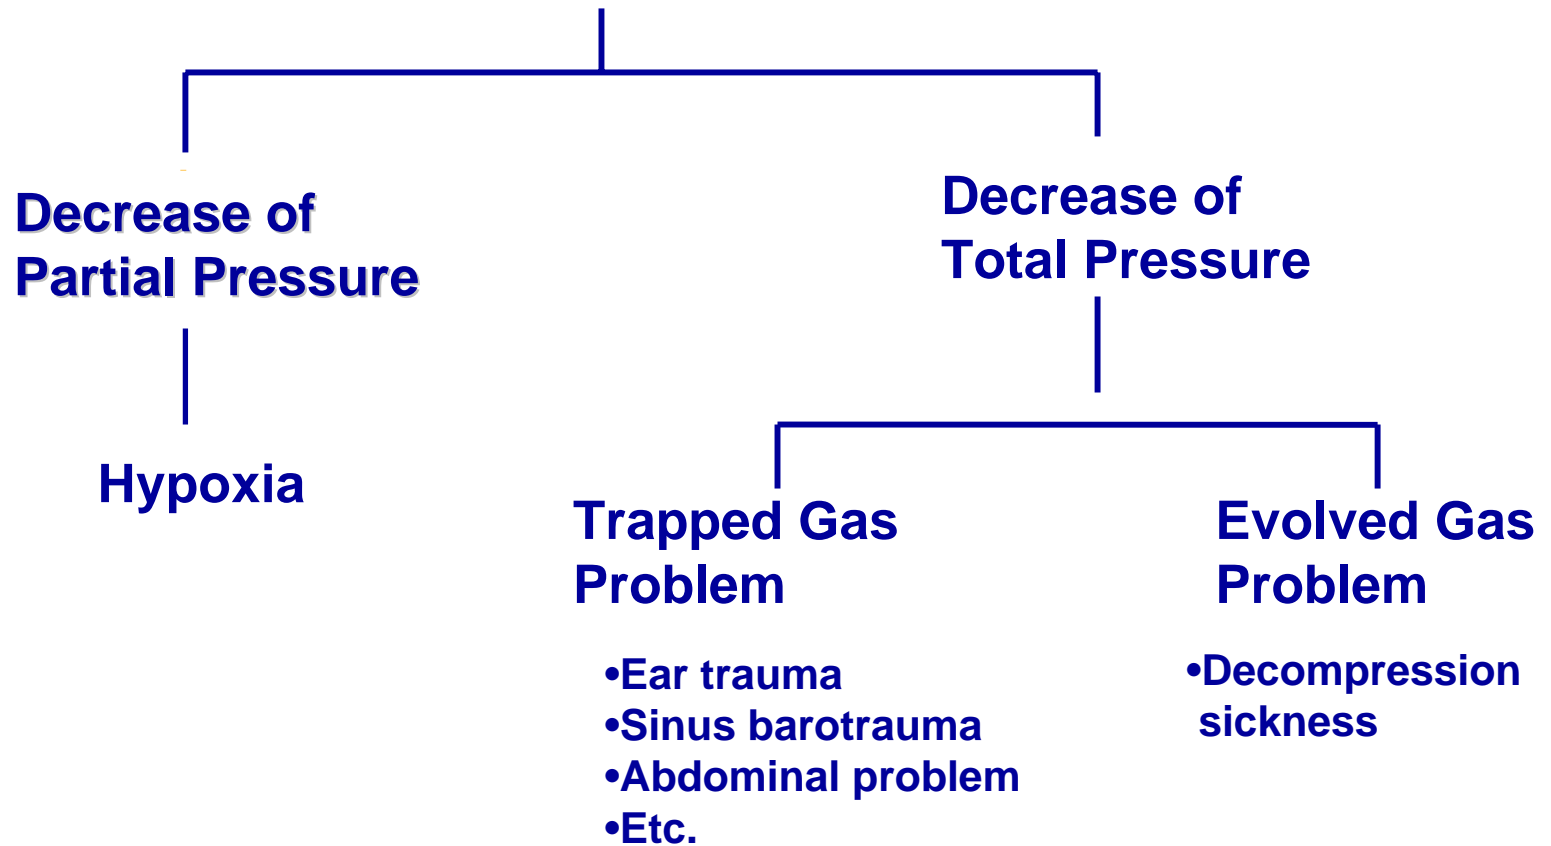 Decrease of
Partial Pressure
Hypoxia
Decrease of
Total Pressure
Trapped Gas
Problem
•Ear trauma
•Sinus barotrauma
•Abdominal problem
•Etc.
Evolved Gas
Problem
•Decompression
sickness